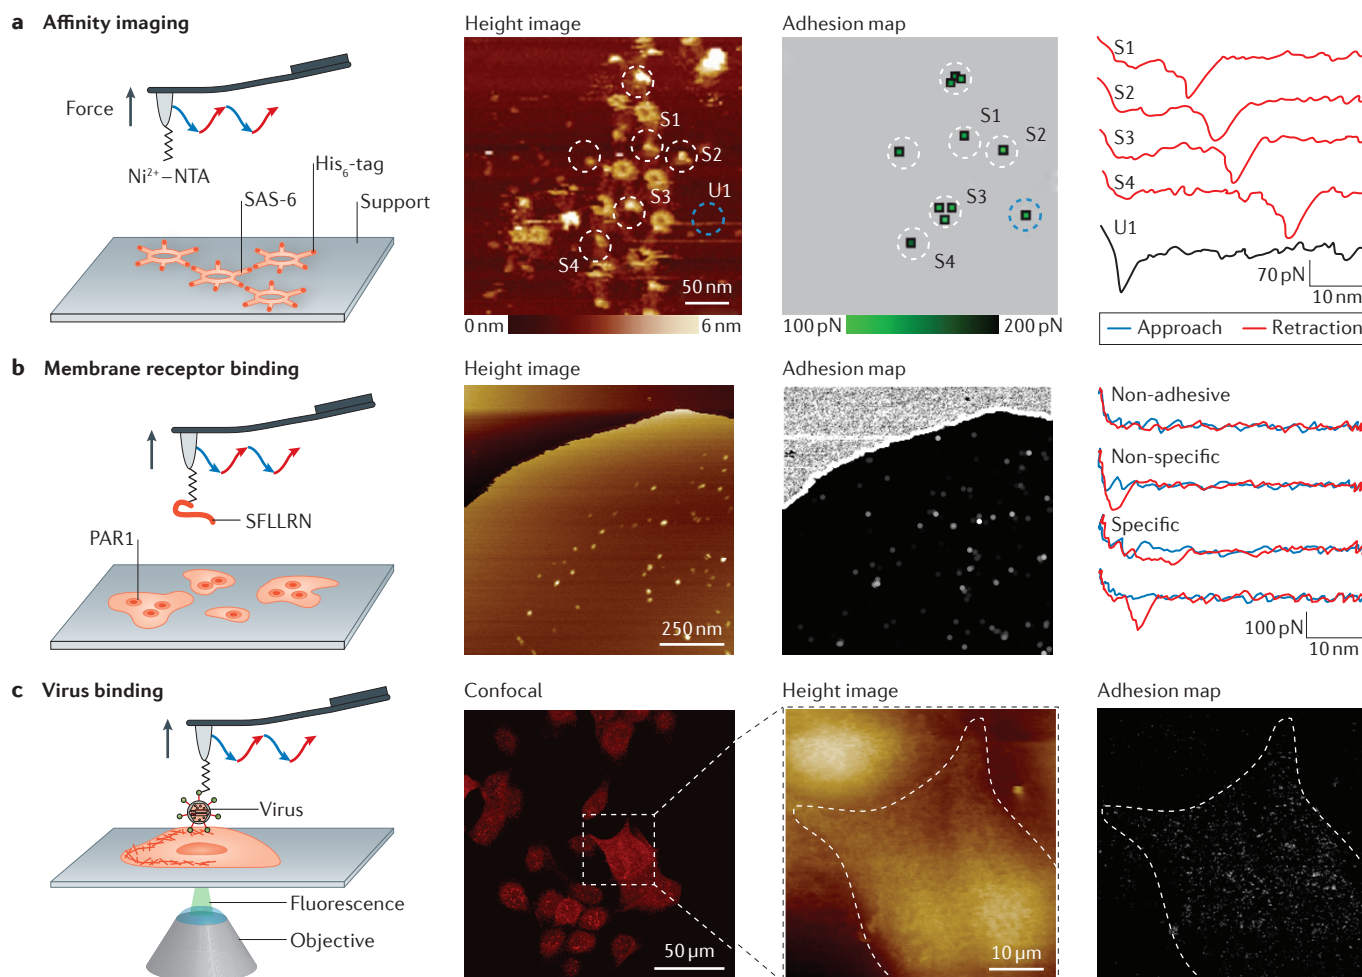 a Affinity imaging
Force
Ni²⁺–NTA
SAS-6
His₆-tag
Support
Height image
S1
S2
S3
U1
S4
50 nm
0 nm
6 nm
Adhesion map
S1
S2
S3
S4
100 pN
200 pN
S1
S2
S3
S4
U1
70 pN
10 nm
Approach
Retraction
b Membrane receptor binding
SFLLRN
PAR1
Height image
250 nm
Adhesion map
Non-adhesive
Non-specific
Specific
100 pN
10 nm
c Virus binding
Virus
Fluorescence
Objective
Confocal
50 µm
Height image
10 µm
Adhesion map